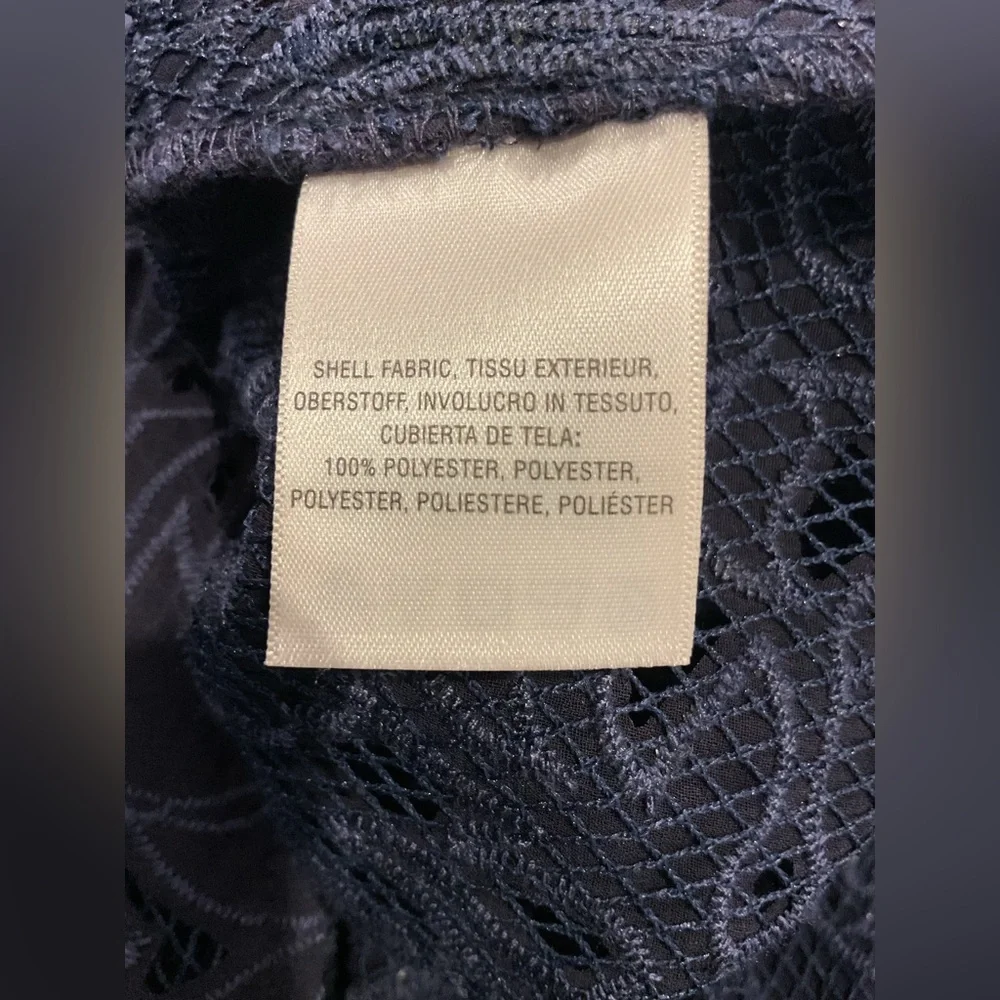 SHELL FABRIC, TISSU EXTERIEUR,
OBERSTOFF, INVOLUCRO IN TESSUTO,
CUBIERTA DE TELA:
100% POLYESTER, POLYESTER,
POLYESTER, POLIESTERE, POLIÉSTER